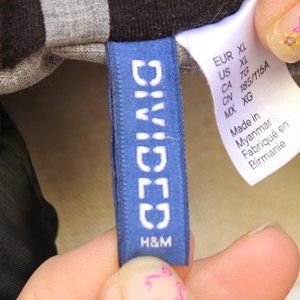 DIVIDED
H&M
EUR XL
US XL
CA TG
CN 185/116A
MX XG
Made in
Myanmar
Fabriqué en
Birmanie